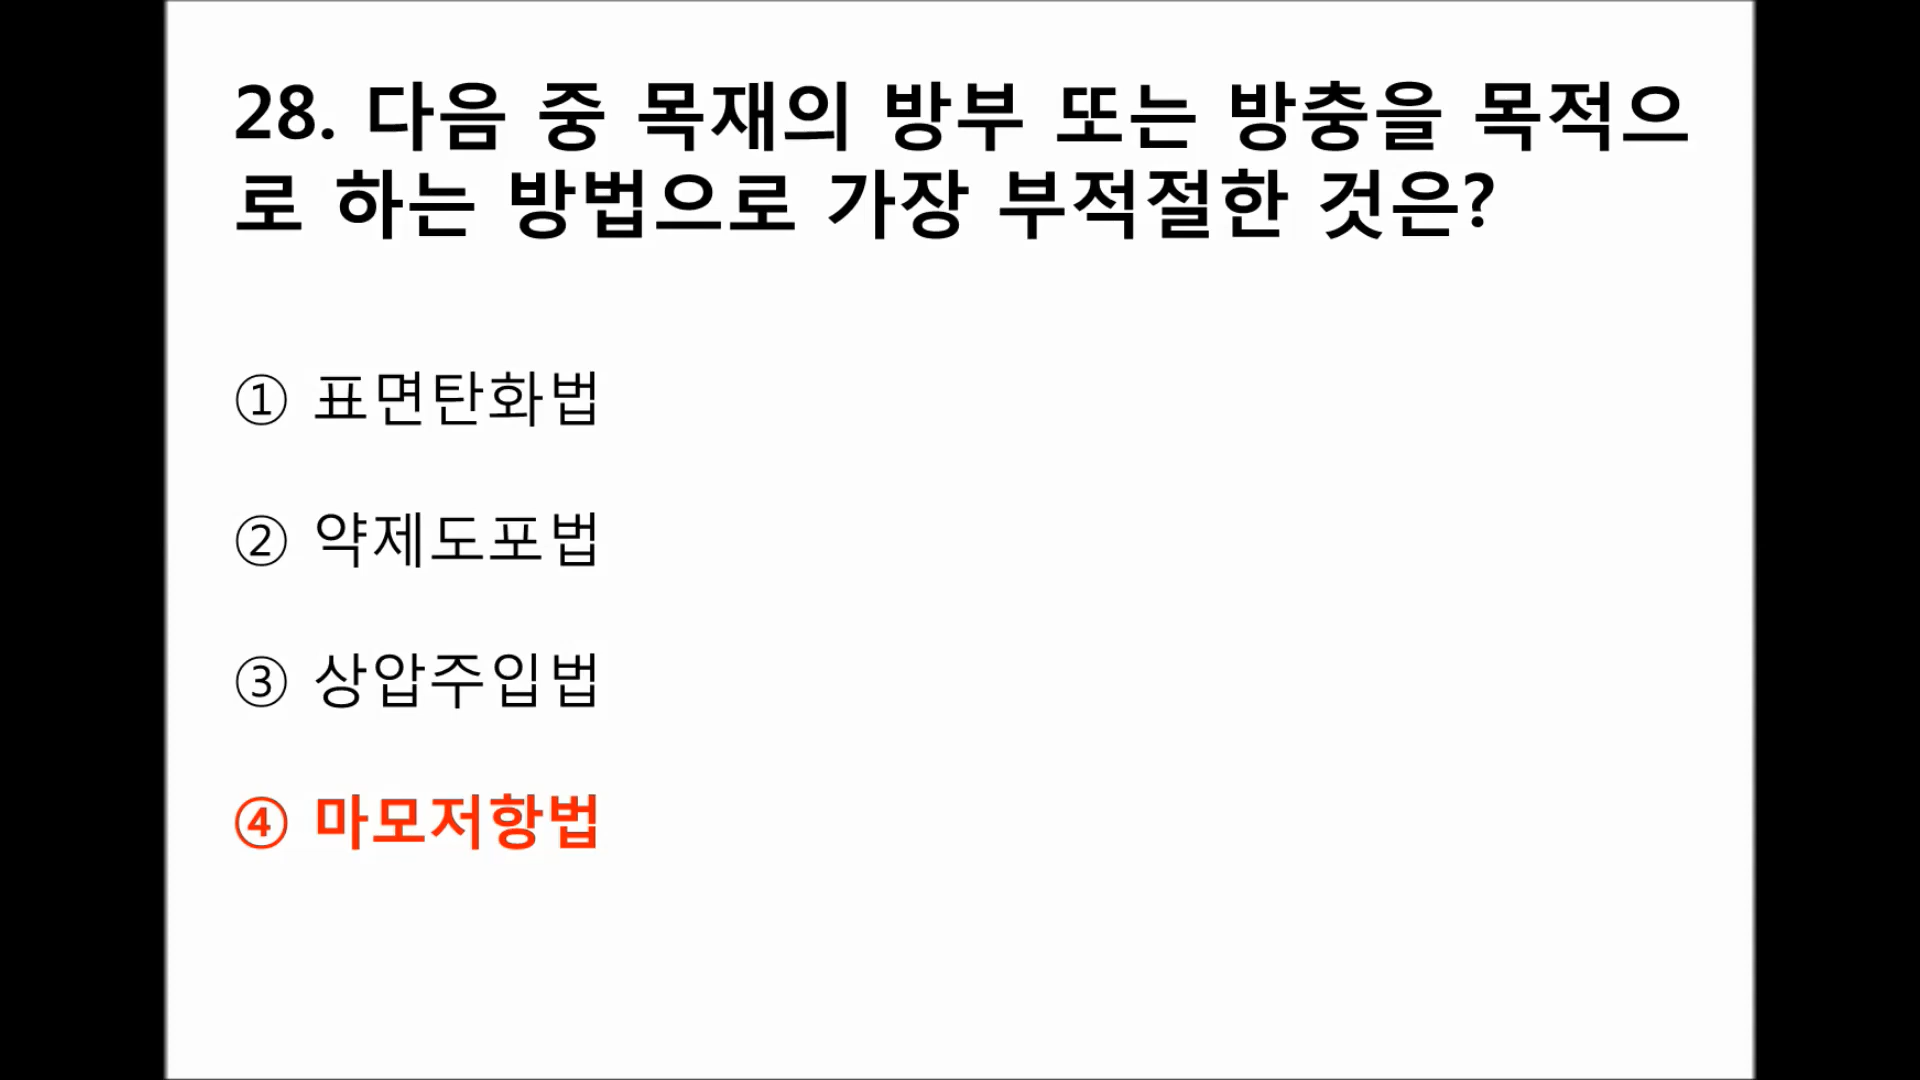 28. 다음 중 목재의 방부 또는 방충을 목적으
로 하는 방법으로 가장 부적절한 것은?
① 표면탄화법
② 약제도포법
③ 상압주입법
④ 마모저항법